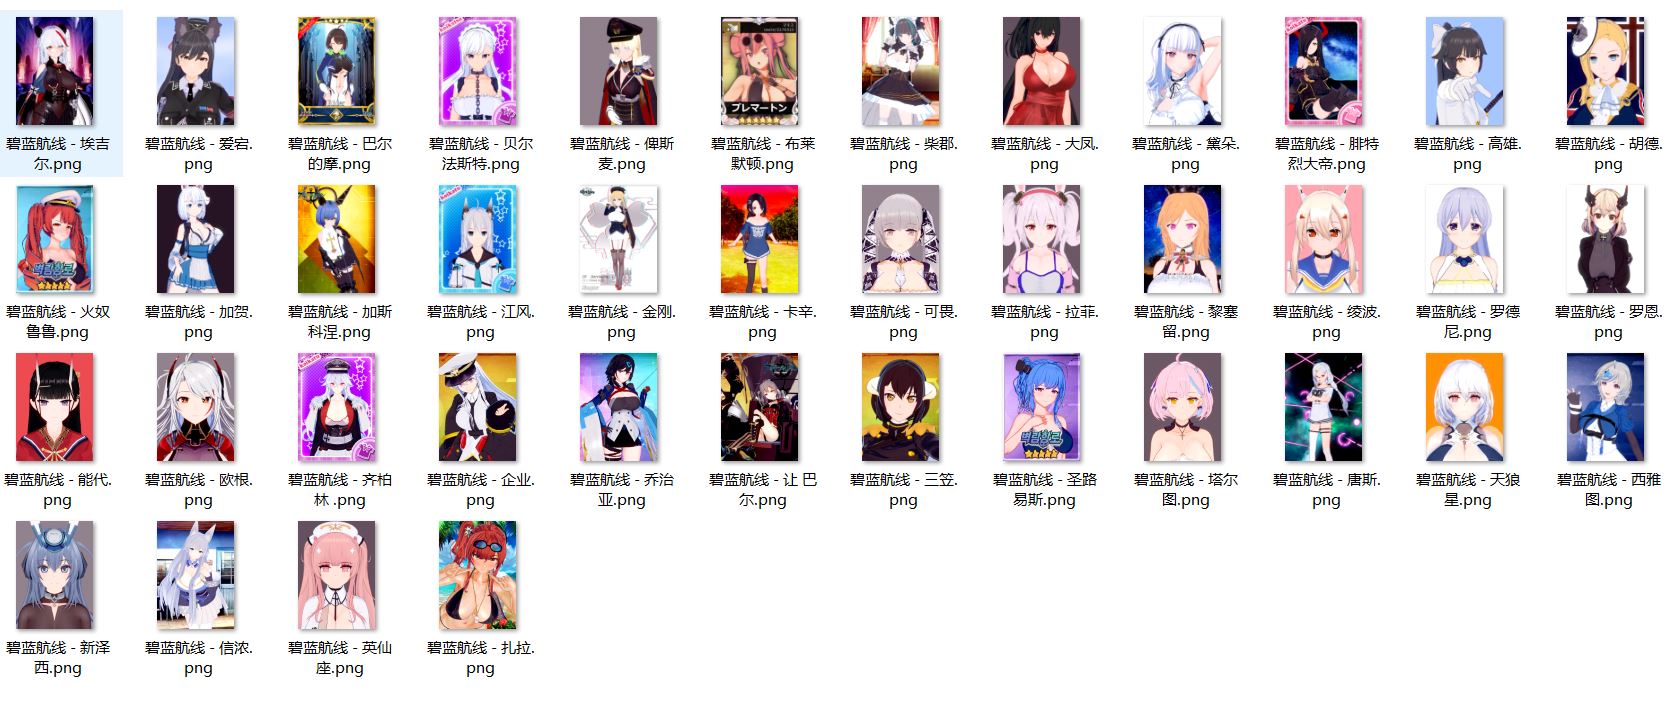 碧蓝航线 - 埃吉
尔.png
碧蓝航线 - 爱宕.
png
碧蓝航线 - 巴尔
的摩.png
碧蓝航线 - 贝尔
法斯特.png
碧蓝航线 - 俾斯
麦.png
プレマートン
碧蓝航线 - 布莱
默顿.png
碧蓝航线 - 柴郡.
png
碧蓝航线 - 大凤.
png
碧蓝航线 - 黛朵.
png
碧蓝航线 - 腓特
烈大帝.png
碧蓝航线 - 高雄.
png
碧蓝航线 - 胡德.
png
벽람항로
碧蓝航线 - 火奴
鲁鲁.png
碧蓝航线 - 加贺.
png
碧蓝航线 - 加斯
科涅.png
碧蓝航线 - 江风.
png
碧蓝航线 - 金刚.
png
碧蓝航线 - 卡辛.
png
碧蓝航线 - 可畏.
png
碧蓝航线 - 拉菲.
png
碧蓝航线 - 黎塞
留.png
碧蓝航线 - 绫波.
png
碧蓝航线 - 罗德
尼.png
碧蓝航线 - 罗恩.
png
碧蓝航线 - 能代.
png
碧蓝航线 - 欧根.
png
碧蓝航线 - 齐柏
林 .png
碧蓝航线 - 企业.
png
碧蓝航线 - 乔治
亚.png
碧蓝航线 - 让 巴
尔.png
碧蓝航线 - 三笠.
png
벽람항로
碧蓝航线 - 圣路
易斯.png
碧蓝航线 - 塔尔
图.png
碧蓝航线 - 唐斯.
png
碧蓝航线 - 天狼
星.png
碧蓝航线 - 西雅
图.png
碧蓝航线 - 新泽
西.png
碧蓝航线 - 信浓.
png
碧蓝航线 - 英仙
座.png
碧蓝航线 - 扎拉.
png